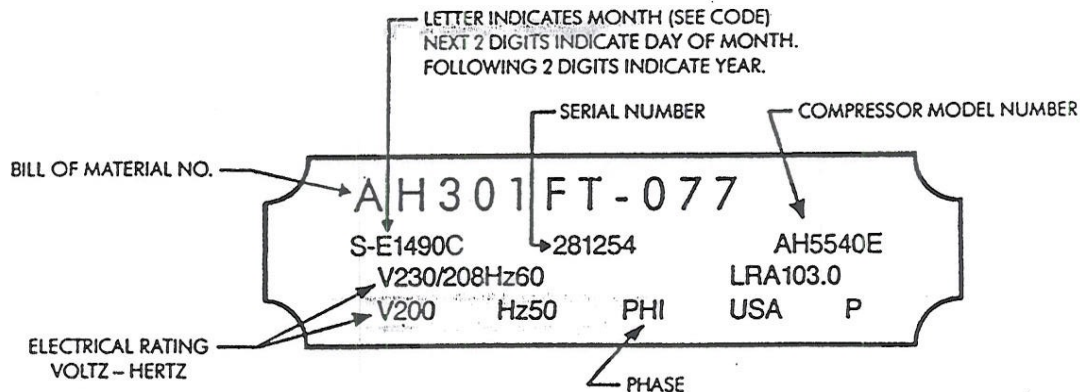 LETTER INDICATES MONTH (SEE CODE)
NEXT 2 DIGITS INDICATE DAY OF MONTH.
FOLLOWING 2 DIGITS INDICATE YEAR.
SERIAL NUMBER
COMPRESSOR MODEL NUMBER
BILL OF MATERIAL NO.
AH301FT-077
S-E1490C 281254 AH5540E
V230/208Hz60 LRA103.0
V200 Hz50 PHI USA P
ELECTRICAL RATING
VOLTZ – HERTZ
PHASE